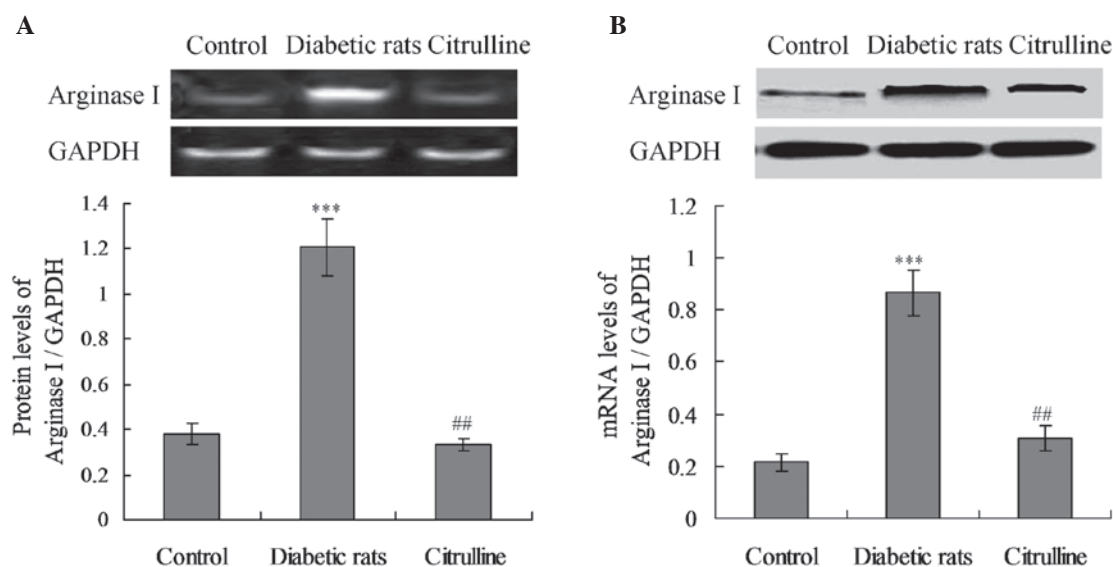 A
Control Diabetic rats Citrulline
Arginase I
GAPDH
1.4
1.2
1
0.8
0.6
0.4
0.2
0
Protein levels of
Arginase I / GAPDH
***
##
Control Diabetic rats Citrulline
B
Control Diabetic rats Citrulline
Arginase I
GAPDH
1.2
1
0.8
0.6
0.4
0.2
0
mRNA levels of
Arginase I / GAPDH
***
##
Control Diabetic rats Citrulline